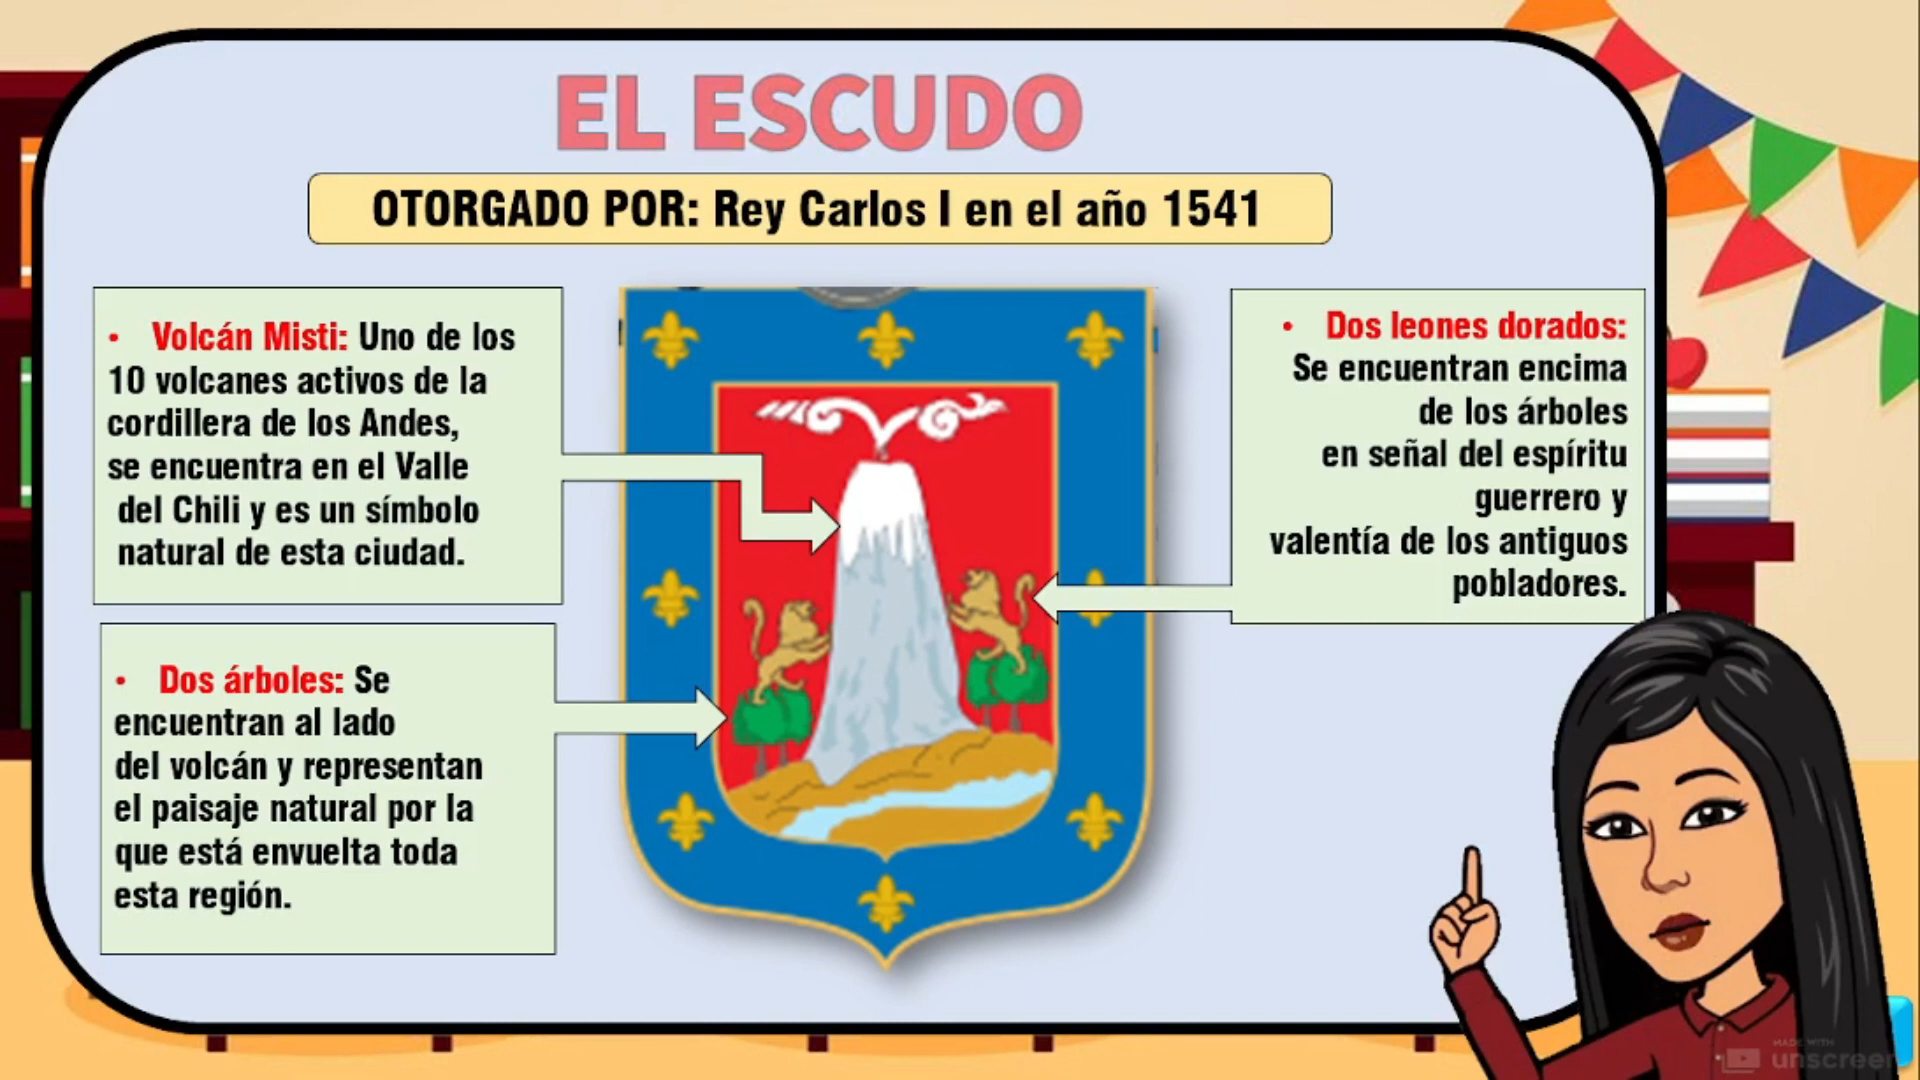 EL ESCUDO
OTORGADO POR: Rey Carlos I en el año 1541
• Volcán Misti: Uno de los
10 volcanes activos de la
cordillera de los Andes,
se encuentra en el Valle
del Chili y es un símbolo
natural de esta ciudad.
• Dos árboles: Se
encuentran al lado
del volcán y representan
el paisaje natural por la
que está envuelta toda
esta región.
• Dos leones dorados:
Se encuentran encima
de los árboles
en señal del espíritu
guerrero y
valentía de los antiguos
pobladores.
MADE WITH
unscreen